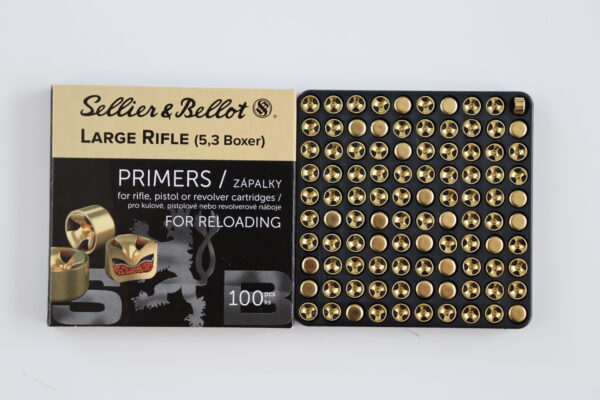 Sellier & Bellot
LARGE RIFLE (5,3 Boxer)
PRIMERS / ZÁPALKY
for rifle, pistol or revolver cartridges /
pro kulové, pistolové nebo revolverové náboje
FOR RELOADING
100 pcs
ks
S B